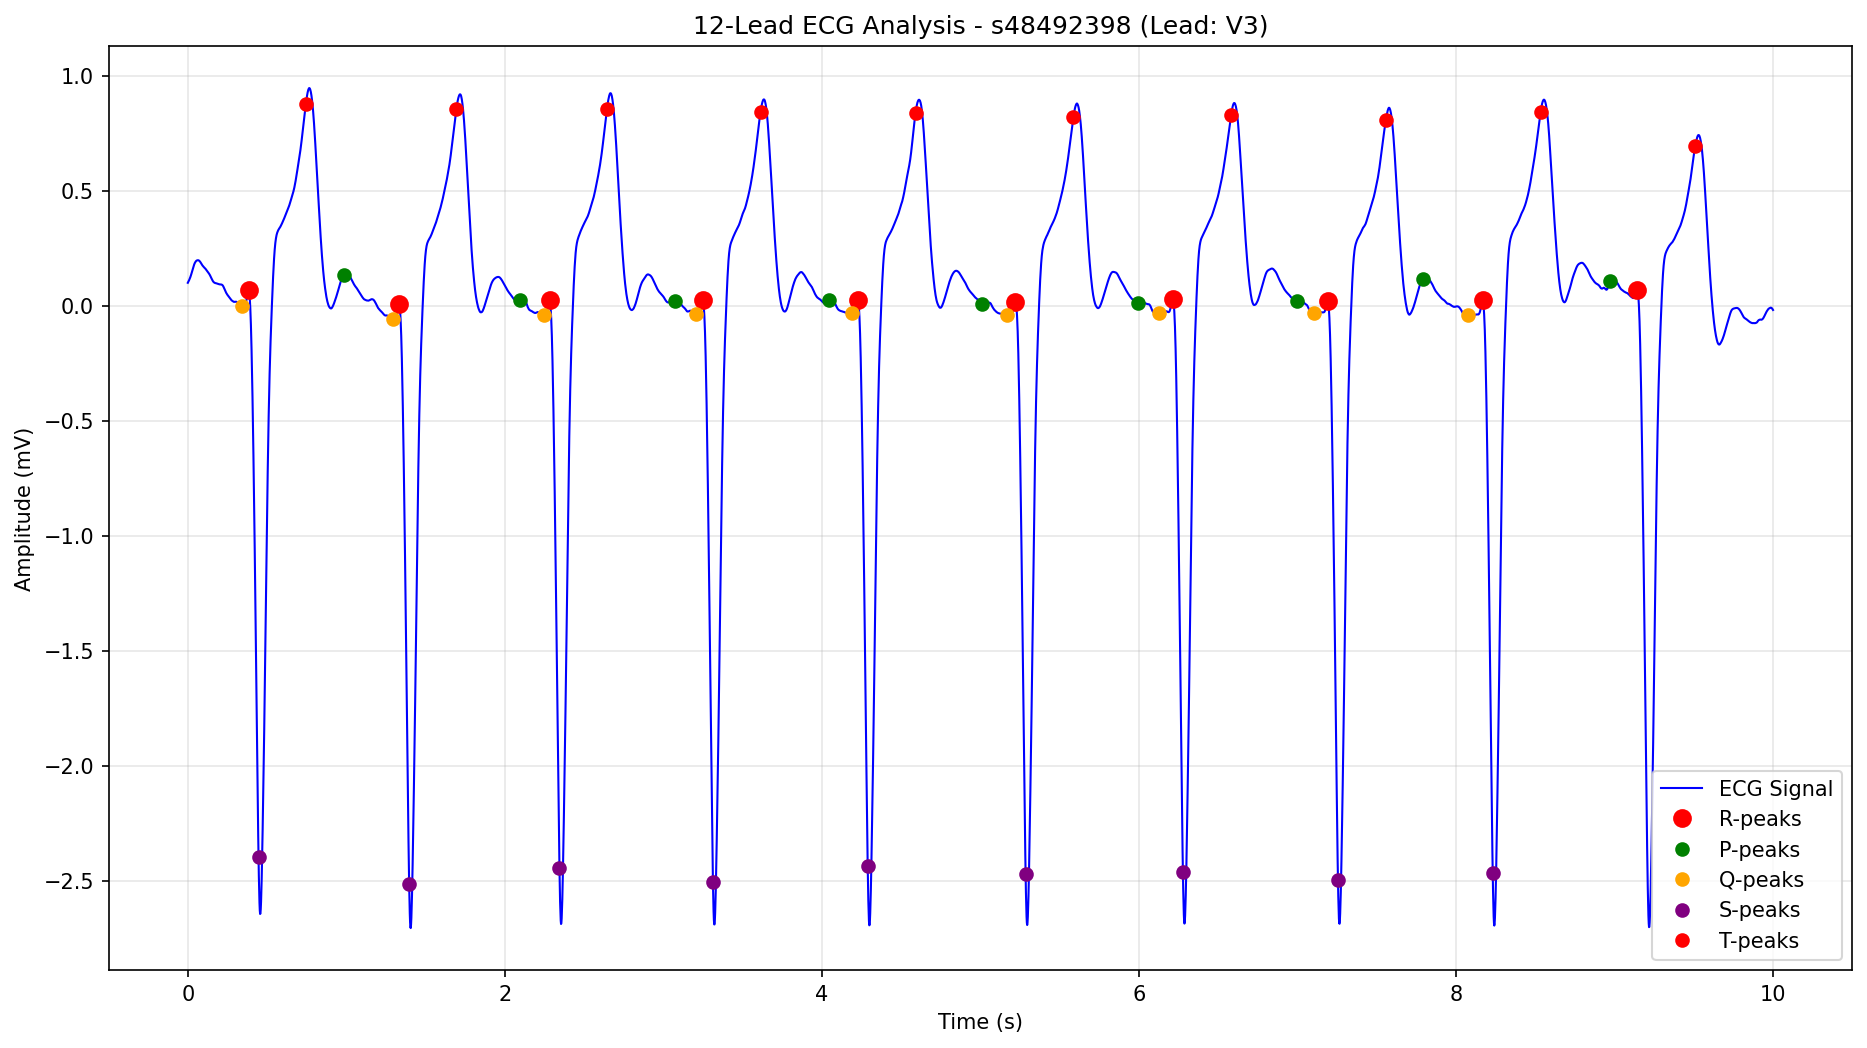 12-Lead ECG Analysis - s48492398 (Lead: V3)
1.0
0.5
0.0
−0.5
−1.0
−1.5
−2.0
−2.5
Amplitude (mV)
ECG Signal
R-peaks
P-peaks
Q-peaks
S-peaks
T-peaks
0 2 4 6 8 10
Time (s)